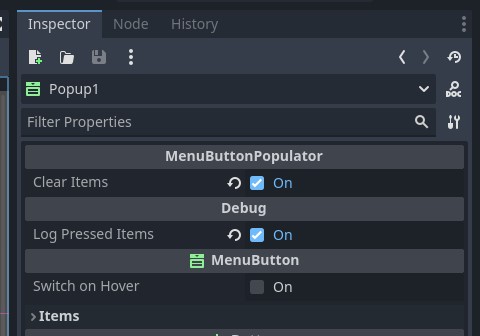 Inspector Node History
Popup1
Filter Properties
MenuButtonPopulator
Clear Items On
Debug
Log Pressed Items On
MenuButton
Switch on Hover On
Items